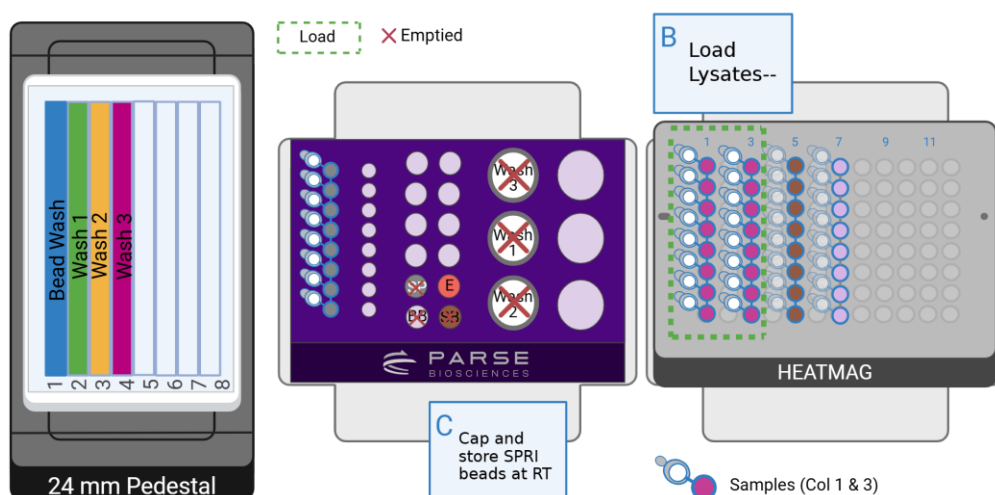 Load
Emptied
B
Load
Lysates--
Bead Wash
Wash 1
Wash 2
Wash 3
1
2
3
4
5
6
7
8
24 mm Pedestal
Wash
3
Wash
1
Wash
2
E
BB
SB
PARSE
BIOSCIENCES
1 3 5 7 9 11
HEATMAG
C
Cap and
store SPRI
beads at RT
Samples (Col 1 & 3)